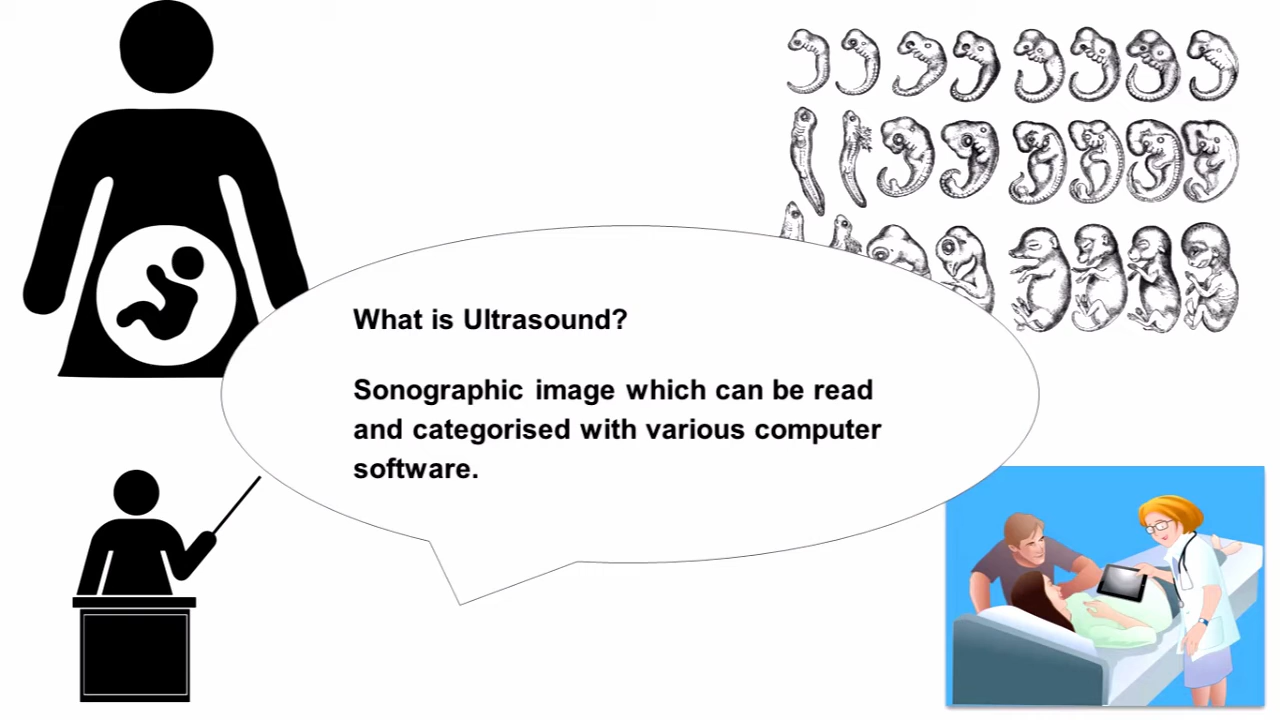 What is Ultrasound?
Sonographic image which can be read
and categorised with various computer
software.